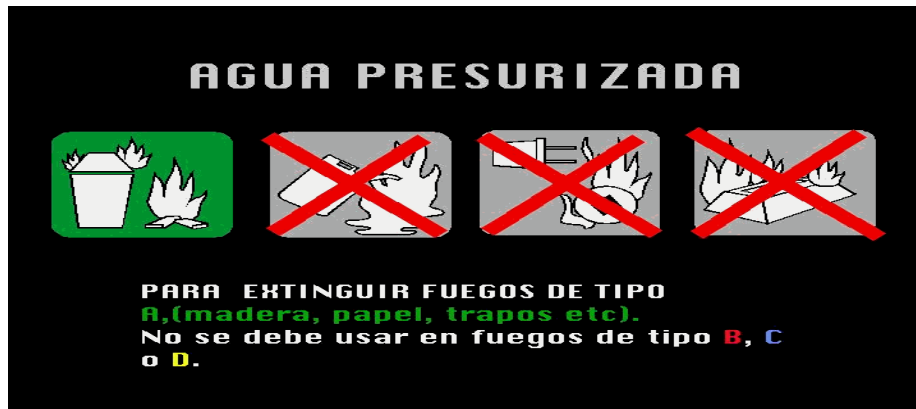 AGUA PRESURIZADA
PARA EXTINGUIR FUEGOS DE TIPO
A,(madera, papel, trapos etc).
No se debe usar en fuegos de tipo B, C
o D.